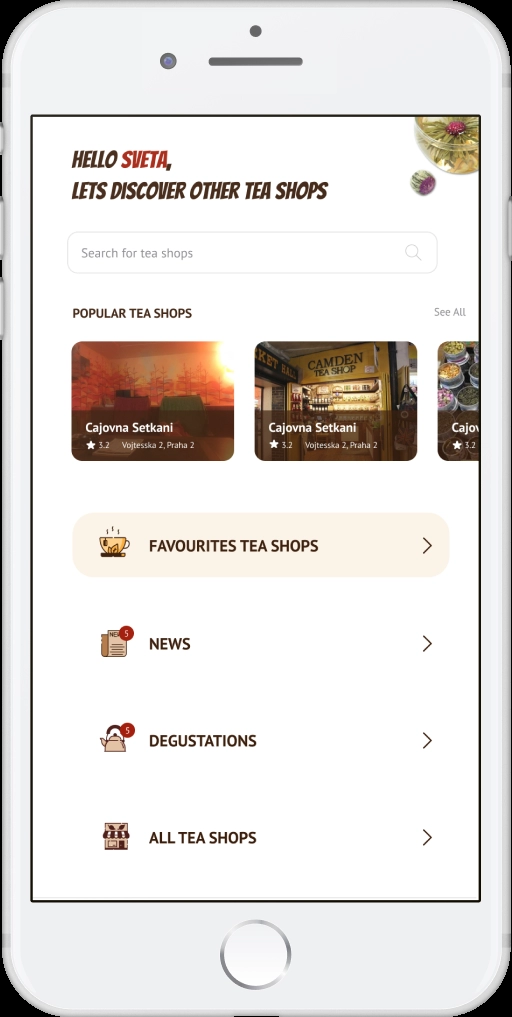 HELLO SVETA,
LETS DISCOVER OTHER TEA SHOPS
Search for tea shops
POPULAR TEA SHOPS
See All
CAMDEN
TEA SHOP
Cajovna Setkani
3.2 Vojtesska 2, Praha 2
Cajovna Setkani
3.2 Vojtesska 2, Praha 2
Cajov
3.2
FAVOURITES TEA SHOPS
5
NEWS
5
DEGUSTATIONS
ALL TEA SHOPS